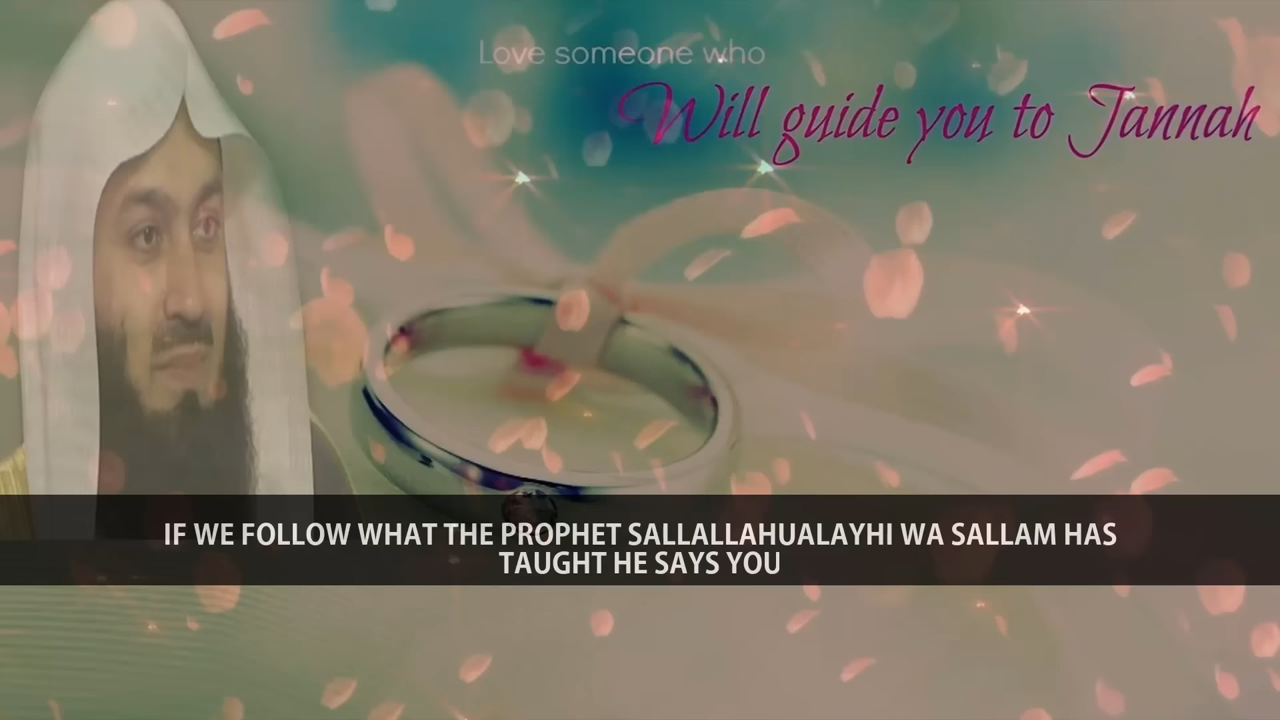 Love someone who
Will guide you to Jannah
IF WE FOLLOW WHAT THE PROPHET SALLALLAHUALAYHI WA SALLAM HAS
TAUGHT HE SAYS YOU